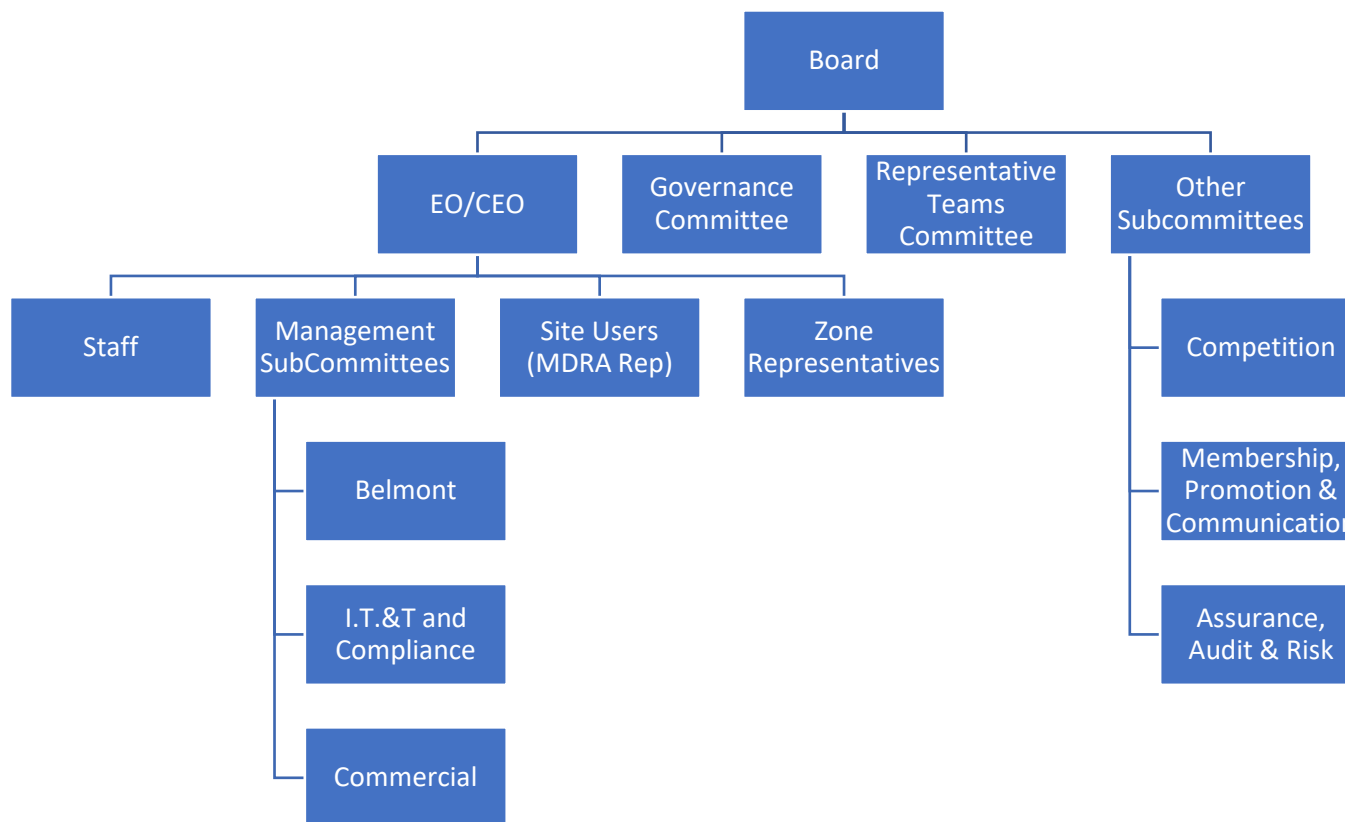 Board
EO/CEO
Governance
Committee
Representative
Teams
Committee
Other
Subcommittees
Staff
Management
SubCommittees
Site Users
(MDRA Rep)
Zone
Representatives
Competition
Belmont
Membership,
Promotion &
Communication
I.T.&T and
Compliance
Assurance,
Audit & Risk
Commercial